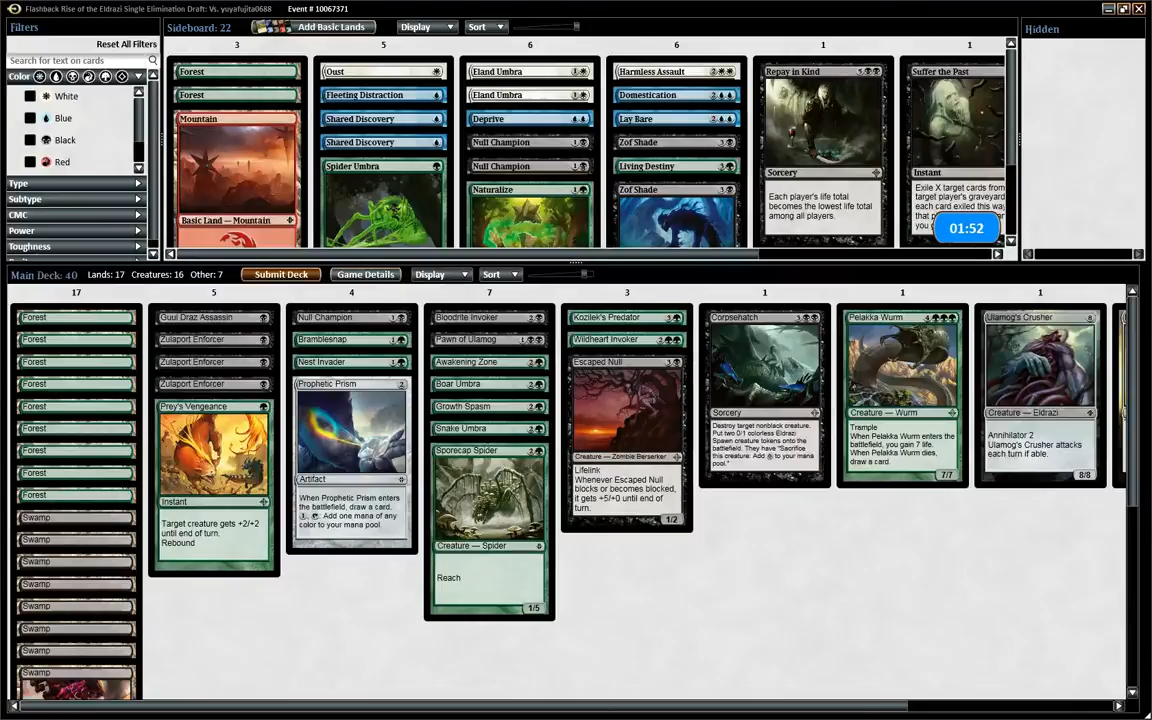 Flashback Rise of the Eldrazi Single Elimination Draft: Vs. yuyafujita0688 Event # 10067371
Filters
Reset All Filters
Search for text on cards
Color
White
Blue
Black
Red
Type
Subtype
CMC
Power
Toughness
Sideboard: 22
Add Basic Lands
Display
Sort
Hidden
3
Forest
Forest
Mountain
Basic Land — Mountain
5
Oust
Fleeting Distraction
Shared Discovery
Shared Discovery
Spider Umbra
6
Eland Umbra
Eland Umbra
Deprive
Null Champion
Null Champion
Naturalize
6
Harmless Assault
Domestication
Lay Bare
Zof Shade
Living Destiny
Zof Shade
1
Repay in Kind
Sorcery
Each player's life total
becomes the lowest life total
among all players.
1
Suffer the Past
Instant
Exile X target cards from
target player's graveyard
each card exiled this way
that
you
01:52
Main Deck: 40 Lands: 17 Creatures: 16 Other: 7
Submit Deck
Game Details
Display
Sort
17
Forest
Forest
Forest
Forest
Forest
Forest
Forest
Forest
Forest
Swamp
Swamp
Swamp
Swamp
Swamp
Swamp
Swamp
Swamp
5
Guul Draz Assassin
Zulaport Enforcer
Zulaport Enforcer
Zulaport Enforcer
Prey's Vengeance
Instant
Target creature gets +2/+2
until end of turn.
Rebound
4
Null Champion
Bramblesnap
Nest Invader
Prophetic Prism 2
Artifact
When Prophetic Prism enters
the battlefield, draw a card.
: Add one mana of any
color to your mana pool.
7
Bloodrite Invoker
Pawn of Ulamog
Awakening Zone
Boar Umbra
Growth Spasm
Snake Umbra
Sporecap Spider
Creature — Spider
Reach
1/5
3
Kozilek's Predator
Wildheart Invoker
Escaped Null
Creature — Zombie Berserker
Lifelink
Whenever Escaped Null
blocks or becomes blocked,
it gets +5/+0 until end of
turn.
1/2
1
Corpsehatch
Sorcery
Destroy target nonblack creature.
Put two 0/1 colorless Eldrazi
Spawn creature tokens onto the
battlefield. They have "Sacrifice
this creature: Add to your mana
pool."
1
Pelakka Wurm
Creature — Wurm
Trample
When Pelakka Wurm enters the
battlefield, you gain 7 life.
When Pelakka Wurm dies,
draw a card.
7/7
1
Ulamog's Crusher 8
Creature — Eldrazi
Annihilator 2
Ulamog's Crusher attacks
each turn if able.
8/8